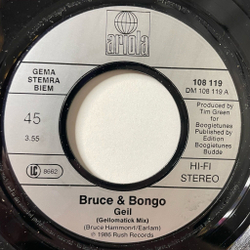 ariola
GEMA
STEMRA
BIEM
45
3.55
LC 8682
108 119
DM 108 119 A
Produced by
Tim Green for
Boogietunes
Published by
Edition
Boogietunes
Budde
HI-FI
STEREO
Bruce & Bongo
Geil
(Geilomatick Mix)
(Bruce Hammond/Earlam)
℗ 1986 Rush Records